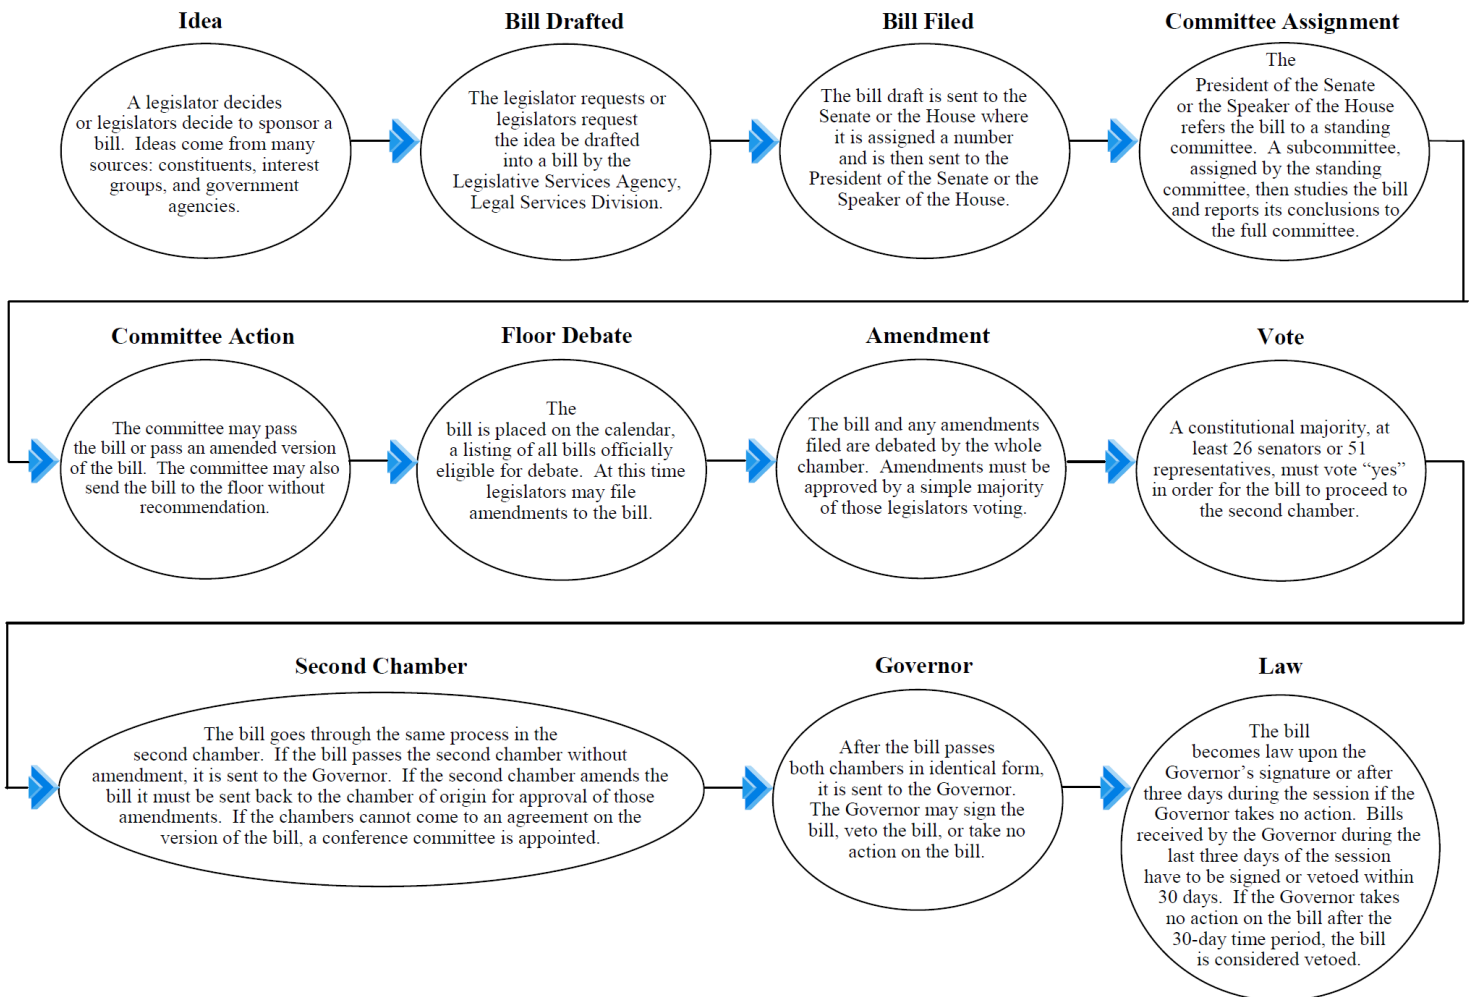 Idea
A legislator decides
or legislators decide to sponsor a
bill.  Ideas come from many
sources: constituents, interest
groups, and government
agencies.
Bill Drafted
The legislator requests or
legislators request
the idea be drafted
into a bill by the
Legislative Services Agency,
Legal Services Division.
Bill Filed
The bill draft is sent to the
Senate or the House where
it is assigned a number
and is then sent to the
President of the Senate or the
Speaker of the House.
Committee Assignment
The
President of the Senate
or the Speaker of the House
refers the bill to a standing
committee.  A subcommittee,
assigned by the standing
committee, then studies the bill
and reports its conclusions to
the full committee.
Committee Action
The committee may pass
the bill or pass an amended version
of the bill.  The committee may also
send the bill to the floor without
recommendation.
Floor Debate
The
bill is placed on the calendar,
a listing of all bills officially
eligible for debate.  At this time
legislators may file
amendments to the bill.
Amendment
The bill and any amendments
filed are debated by the whole
chamber.  Amendments must be
approved by a simple majority
of those legislators voting.
Vote
A constitutional majority, at
least 26 senators or 51
representatives, must vote “yes”
in order for the bill to proceed to
the second chamber.
Second Chamber
The bill goes through the same process in the
second chamber.  If the bill passes the second chamber without
amendment, it is sent to the Governor.  If the second chamber amends the
bill it must be sent back to the chamber of origin for approval of those
amendments.  If the chambers cannot come to an agreement on the
version of the bill, a conference committee is appointed.
Governor
After the bill passes
both chambers in identical form,
it is sent to the Governor.
The Governor may sign the
bill, veto the bill, or take no
action on the bill.
Law
The bill
becomes law upon the
Governor’s signature or after
three days during the session if the
Governor takes no action.  Bills
received by the Governor during the
last three days of the session
have to be signed or vetoed within
30 days.  If the Governor takes
no action on the bill after the
30-day time period, the bill
is considered vetoed.